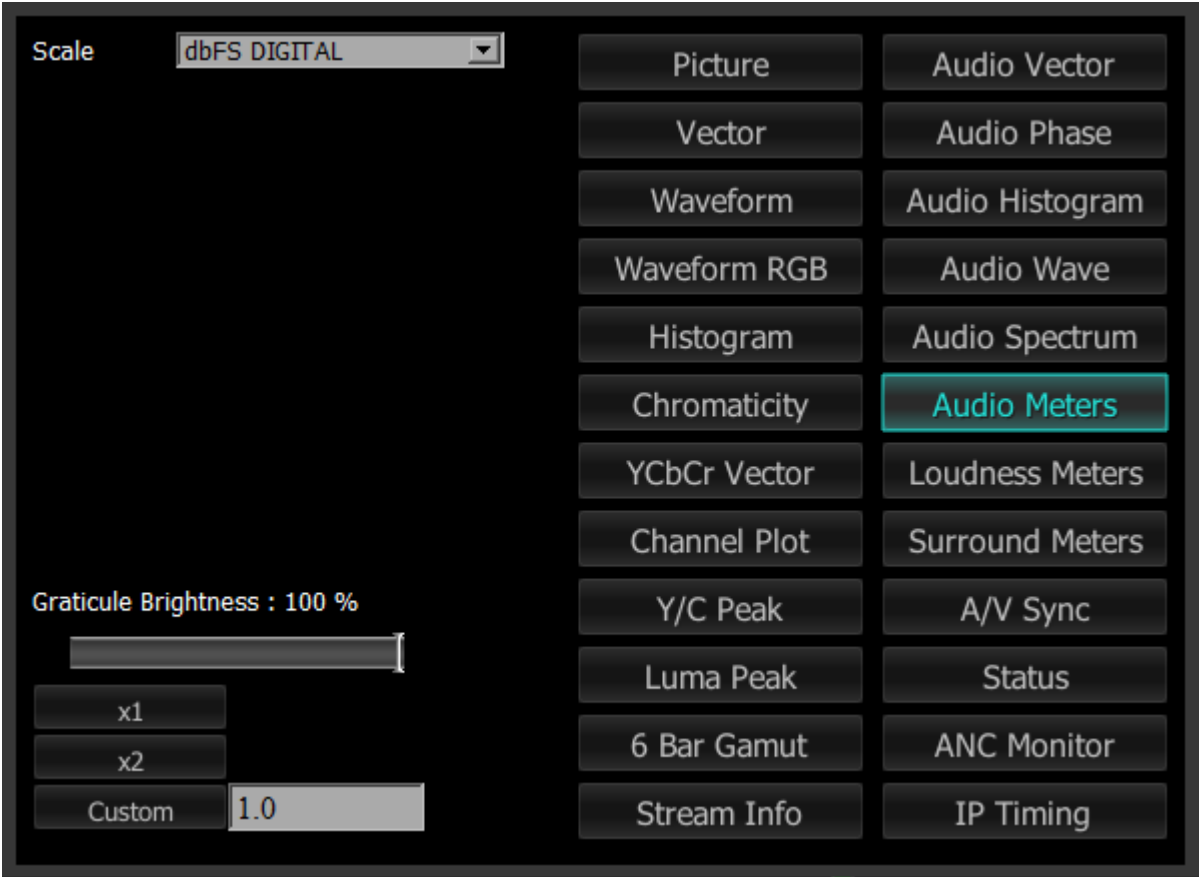 Scale
dbFS DIGITAL
Graticule Brightness : 100 %
x1
x2
Custom
1.0
Picture
Vector
Waveform
Waveform RGB
Histogram
Chromaticity
YCbCr Vector
Channel Plot
Y/C Peak
Luma Peak
6 Bar Gamut
Stream Info
Audio Vector
Audio Phase
Audio Histogram
Audio Wave
Audio Spectrum
Audio Meters
Loudness Meters
Surround Meters
A/V Sync
Status
ANC Monitor
IP Timing